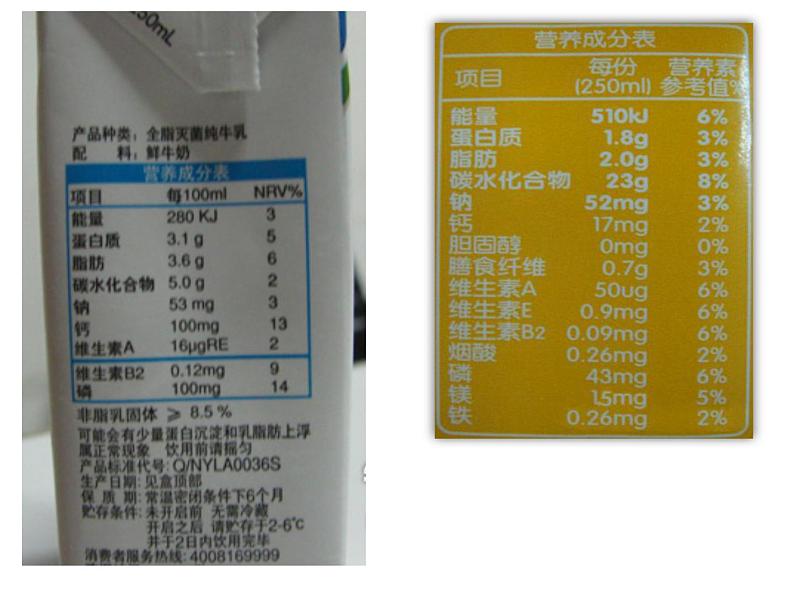 250mL
产品种类：全脂灭菌纯牛乳
配 料：鲜牛奶
营养成分表
项目 每100ml NRV%
能量 280 KJ 3
蛋白质 3.1 g 5
脂肪 3.6 g 6
碳水化合物 5.0 g 2
钠 53 mg 3
钙 100mg 13
维生素A 16μgRE 2
维生素B2 0.12mg 9
磷 100mg 14
非脂乳固体 ≥ 8.5 %
可能会有少量蛋白沉淀和乳脂肪上浮
属正常现象 饮用前请摇匀
产品标准代号: Q/NYLA0036S
生产日期: 见盒顶部
保 质 期: 常温密闭条件下6个月
贮存条件: 未开启前 无需冷藏
开启之后 请贮存于2-6℃
并于2日内饮用完毕
消费者服务热线: 4008169999
营养成分表
项目 每份(250ml) 营养素参考值%
能量 510kJ 6%
蛋白质 1.8g 3%
脂肪 2.0g 3%
碳水化合物 23g 8%
钠 52mg 3%
钙 17mg 2%
胆固醇 0mg 0%
膳食纤维 0.7g 3%
维生素A 50ug 6%
维生素E 0.9mg 6%
维生素B2 0.09mg 6%
烟酸 0.26mg 2%
磷 43mg 6%
镁 15mg 5%
铁 0.26mg 2%